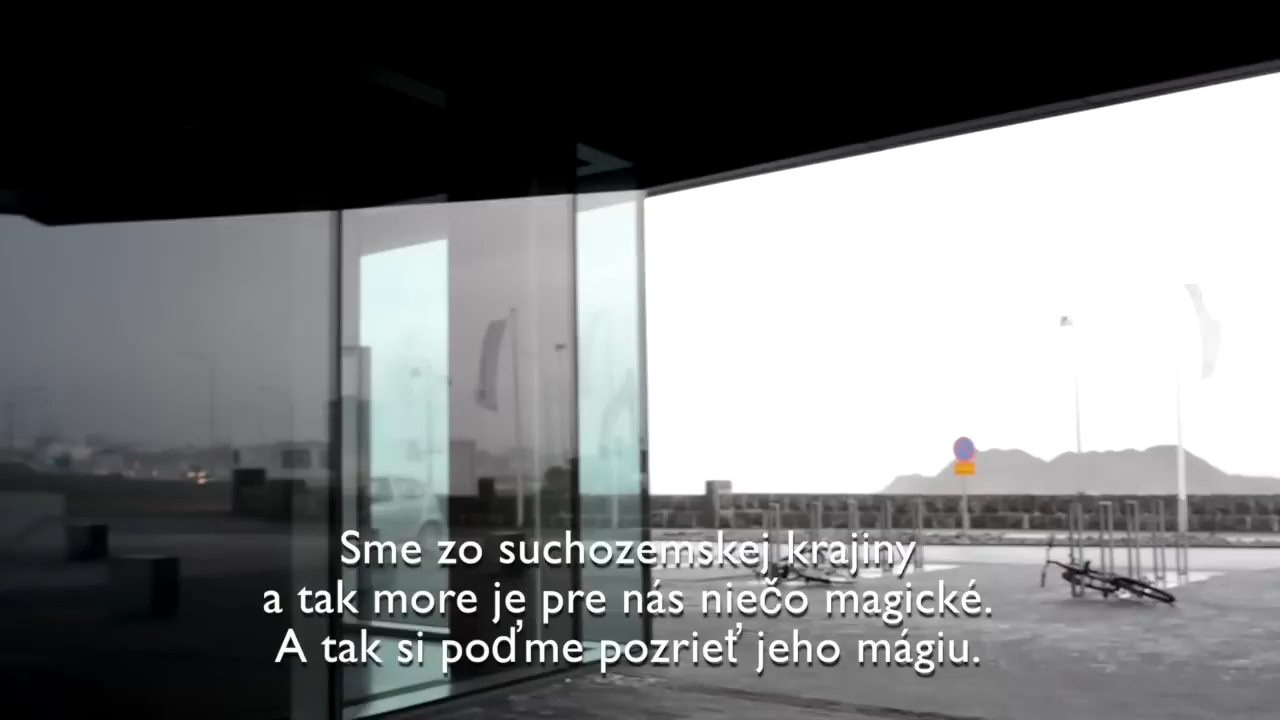 Sme zo suchozemskej krajiny
a tak more je pre nás niečo magické.
A tak si poďme pozrieť jeho mágiu.